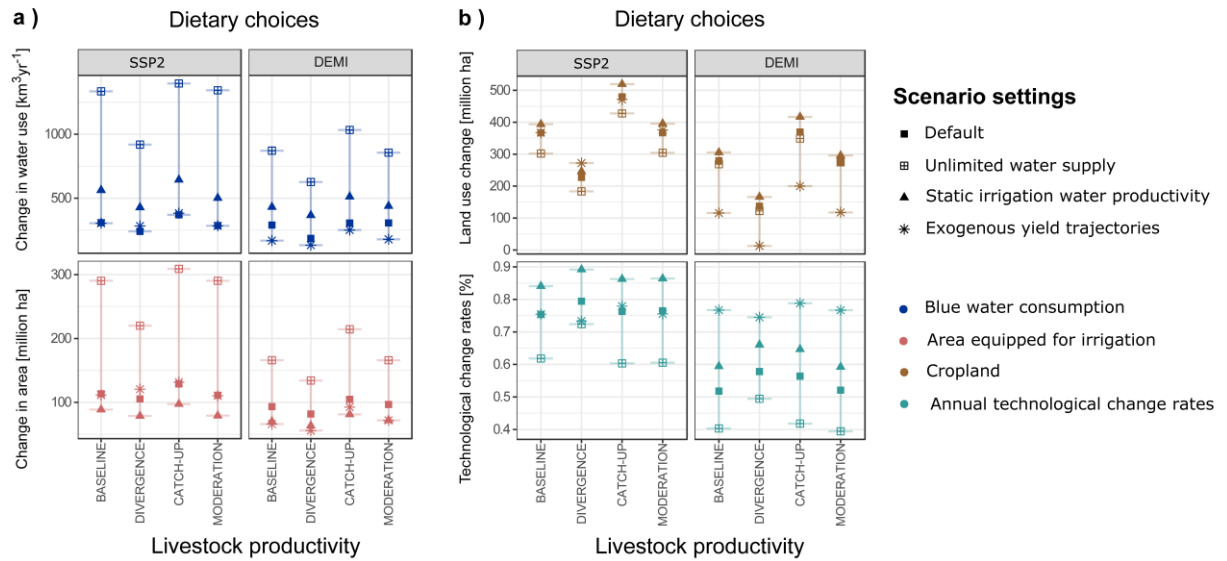 a )
Dietary choices
SSP2
DEMI
Change in water use [km³yr⁻¹]
1000
500
Change in area [million ha]
300
200
100
BASELINE
DIVERGENCE
CATCH-UP
MODERATION
BASELINE
DIVERGENCE
CATCH-UP
MODERATION
Livestock productivity
b )
Dietary choices
SSP2
DEMI
Land use change [million ha]
500
400
300
200
100
0
Technological change rates [%]
0.9
0.8
0.7
0.6
0.5
0.4
BASELINE
DIVERGENCE
CATCH-UP
MODERATION
BASELINE
DIVERGENCE
CATCH-UP
MODERATION
Livestock productivity
Scenario settings
Default
Unlimited water supply
Static irrigation water productivity
Exogenous yield trajectories
Blue water consumption
Area equipped for irrigation
Cropland
Annual technological change rates